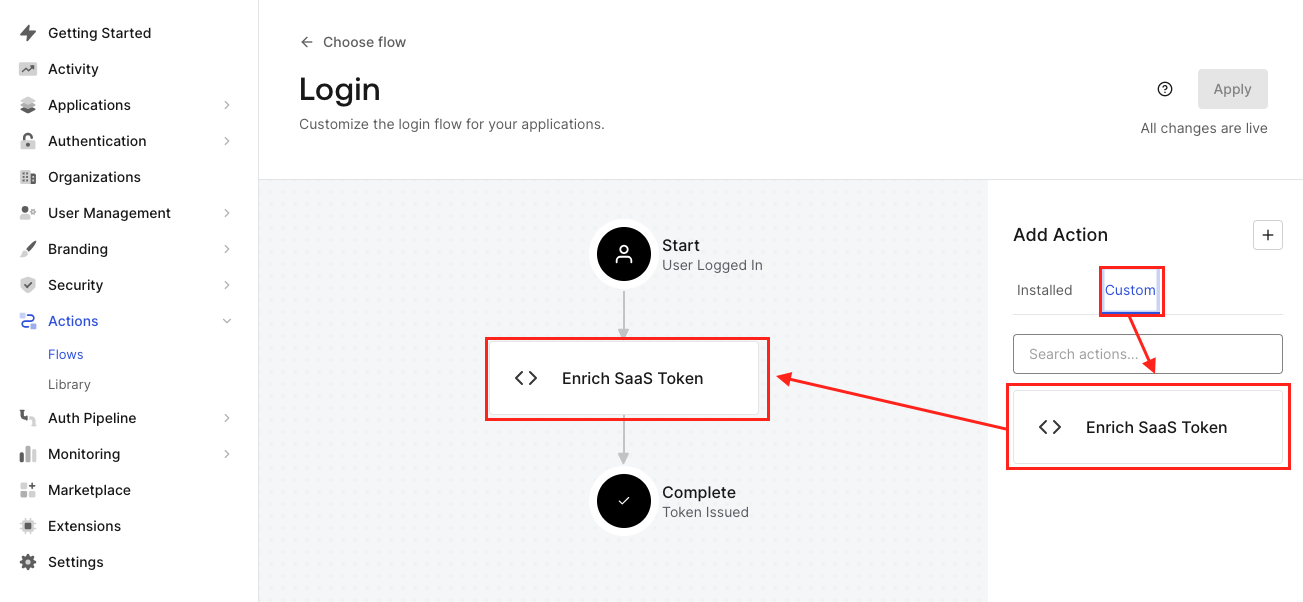 Getting Started
Activity
Applications
Authentication
Organizations
User Management
Branding
Security
Actions
Flows
Library
Auth Pipeline
Monitoring
Marketplace
Extensions
Settings
Choose flow
Login
Customize the login flow for your applications.
Apply
All changes are live
Start
User Logged In
Enrich SaaS Token
Complete
Token Issued
Add Action
Installed
Custom
Search actions...
Enrich SaaS Token